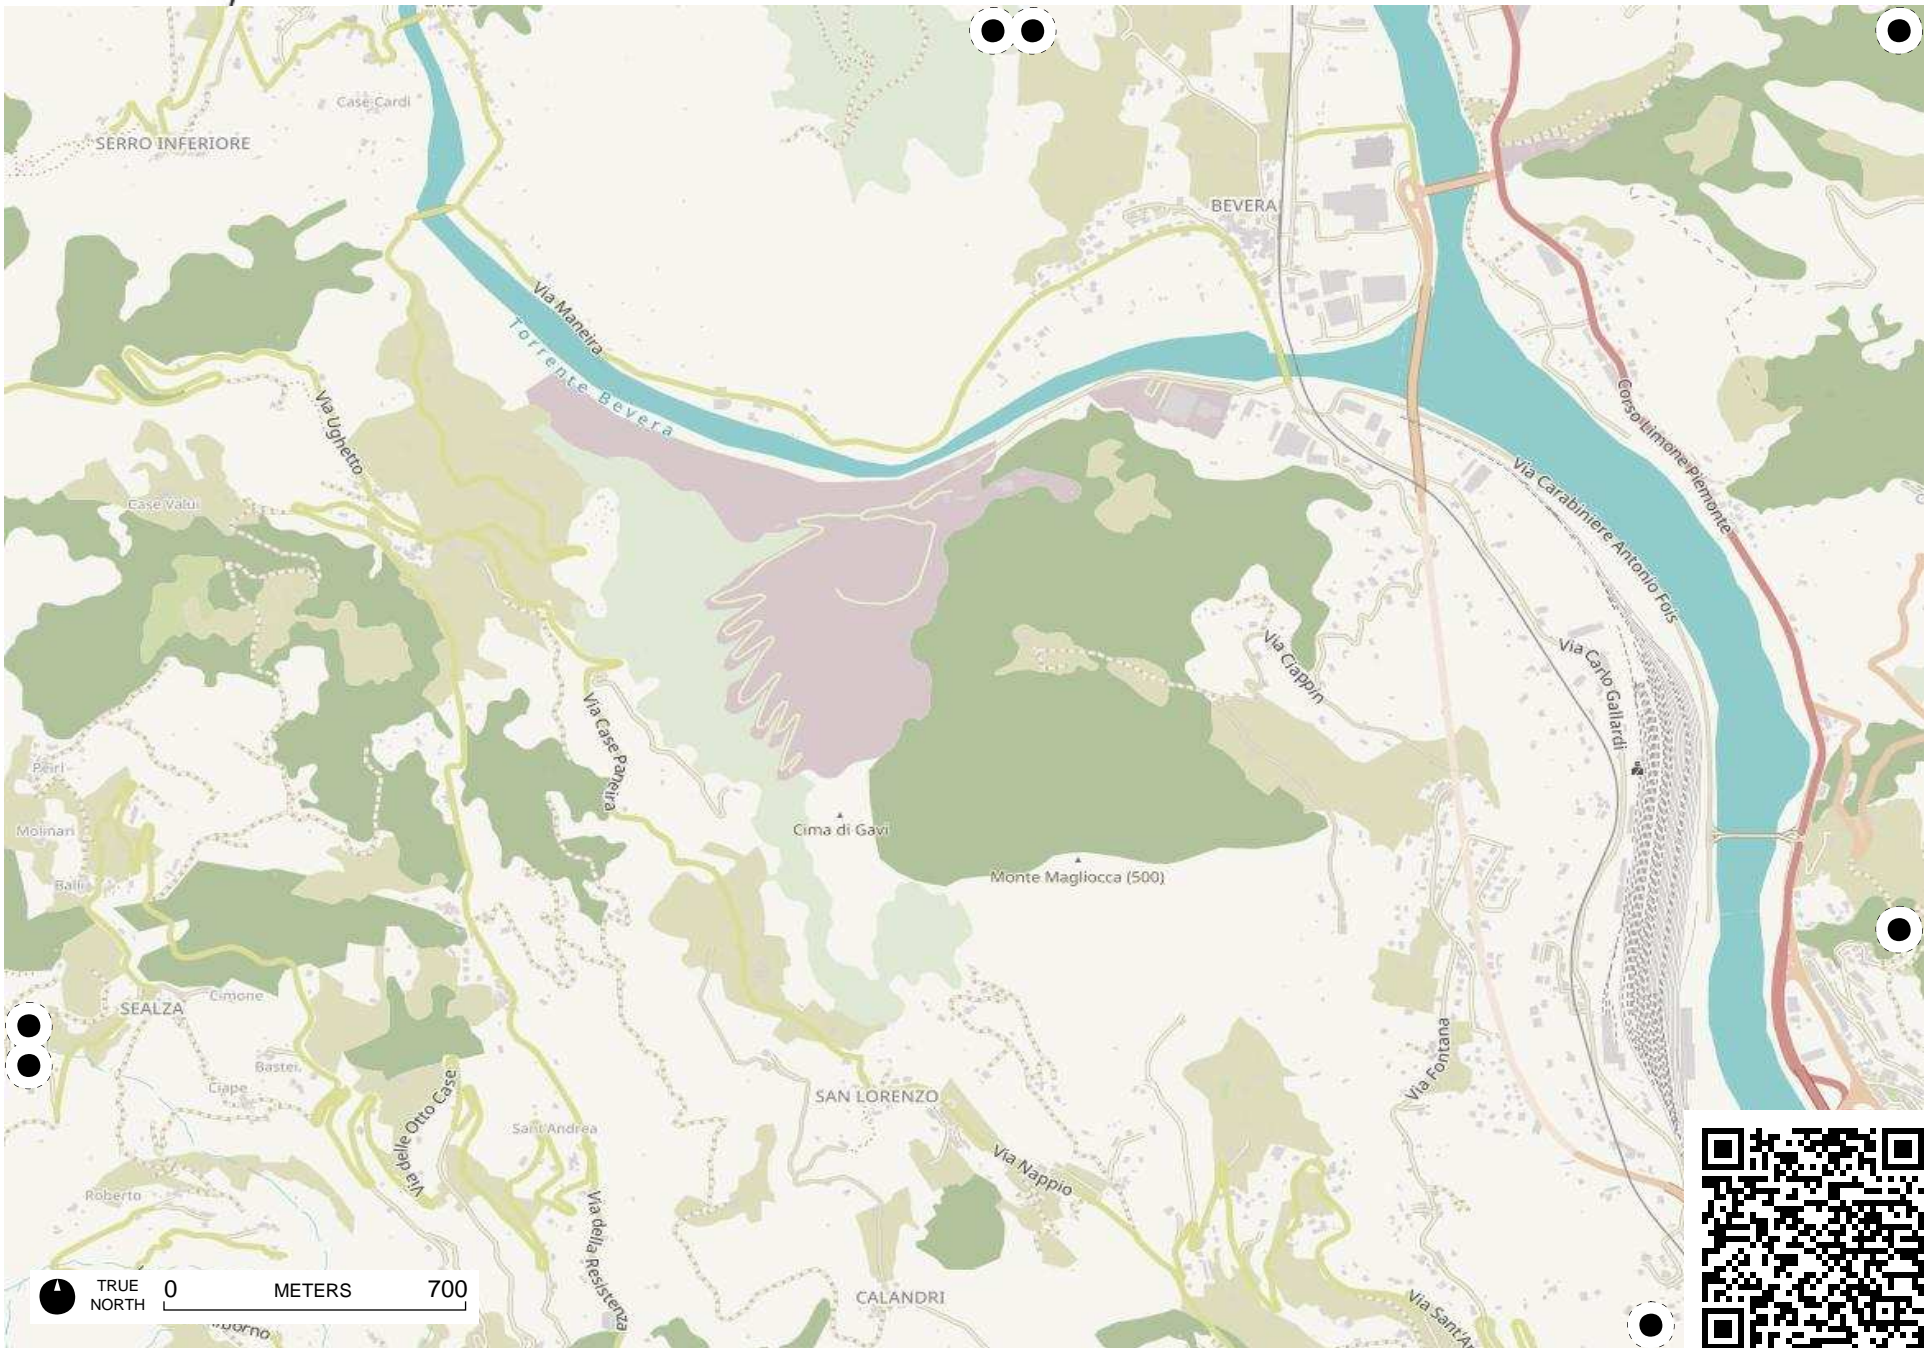 Case Cardi
SERRO INFERIORE
BEVERA
Via Maneira
Torrente Bevera
Via Ughetto
Corso Limone Piemonte
Via Carabiniere Antonio Fois
Case Valui
Via Ciappin
Via Carlo Gallardi
Via Case Paneira
Peirl
Molinari
Cima di Gavi
Monte Magliocca (500)
Balli
Cimone
SEALZA
Bastei
Ciape
Via Fontana
SAN LORENZO
Via delle Otto Case
Sant'Andrea
Via Nappio
Roberto
Via della Resistenza
CALANDRI
TRUE
NORTH
0 METERS 700